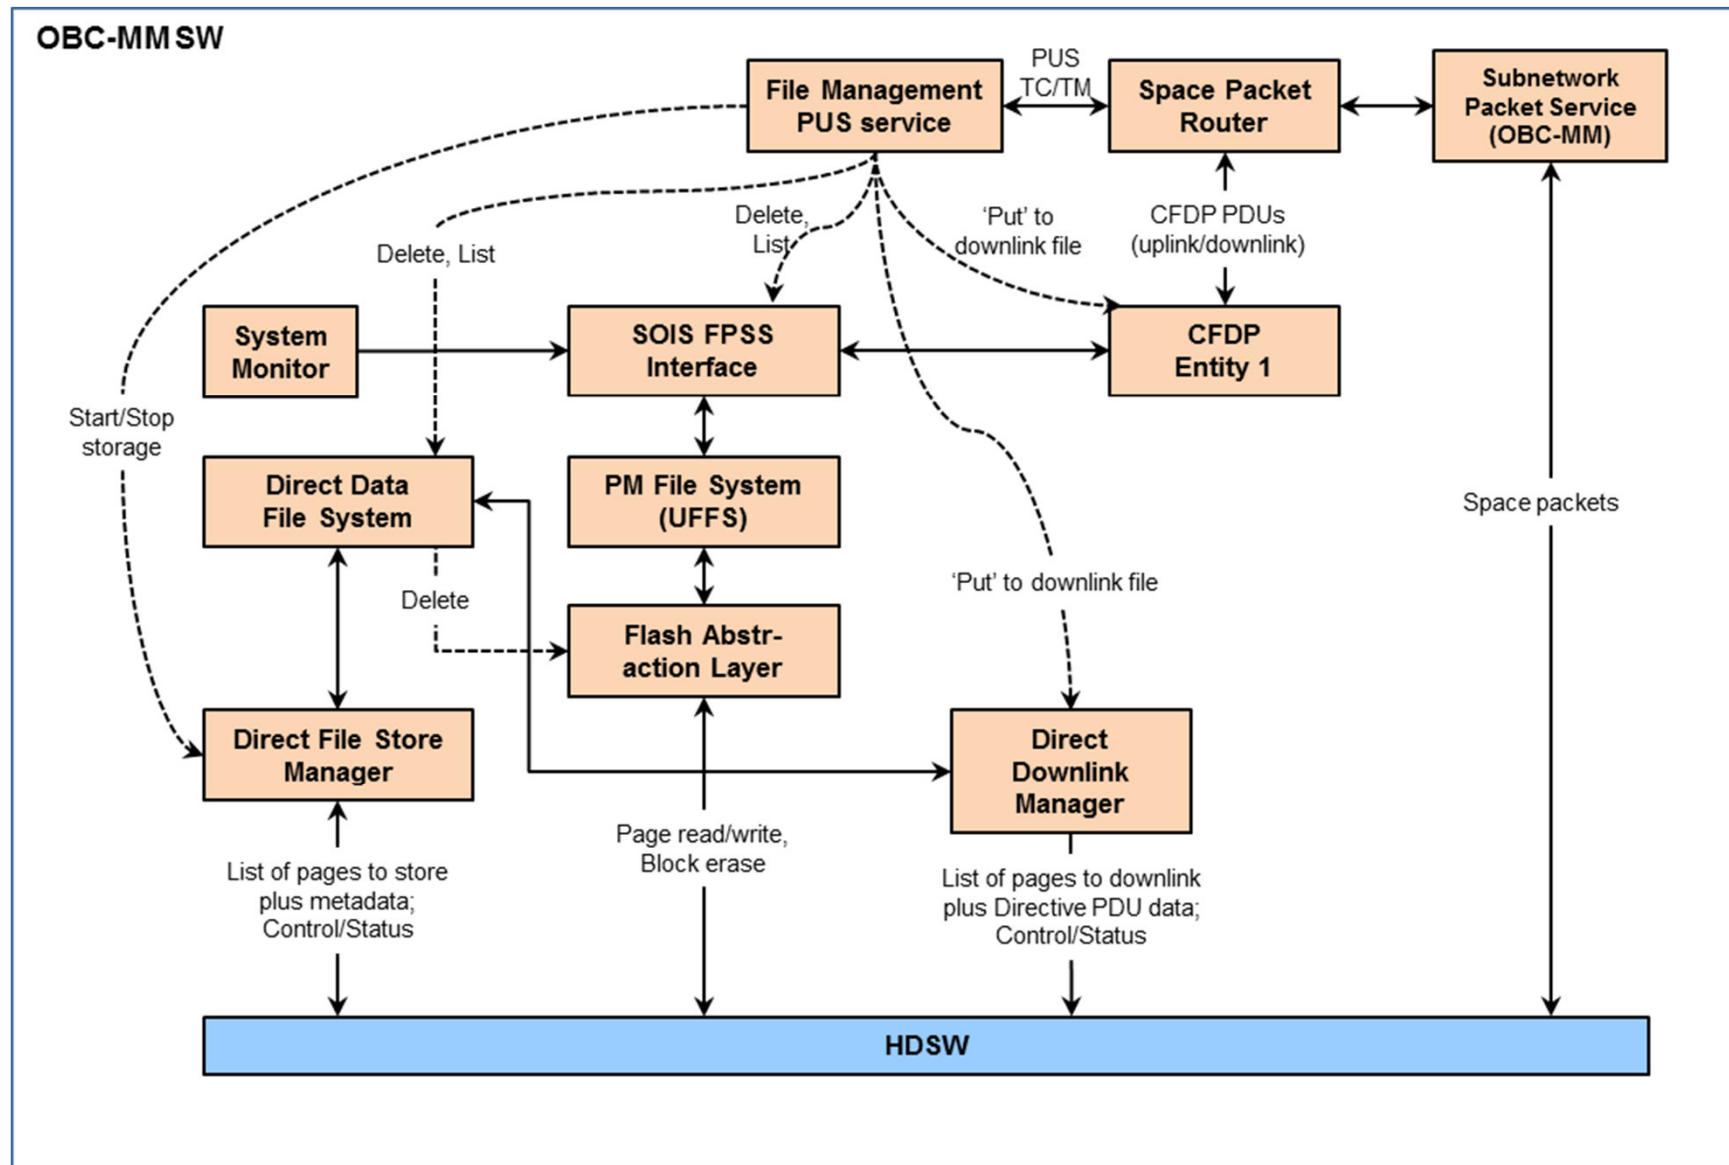 OBC-MM SW
File Management
PUS service
PUS
TC/TM
Space Packet
Router
Subnetwork
Packet Service
(OBC-MM)
Delete, List
Delete,
List
‘Put’ to
downlink file
CFDP PDUs
(uplink/downlink)
System
Monitor
SOIS FPSS
Interface
CFDP
Entity 1
Start/Stop
storage
Direct Data
File System
PM File System
(UFFS)
Space packets
Delete
‘Put’ to downlink file
Flash Abstr-
action Layer
Direct File Store
Manager
Direct
Downlink
Manager
Page read/write,
Block erase
List of pages to store
plus metadata;
Control/Status
List of pages to downlink
plus Directive PDU data;
Control/Status
HDSW